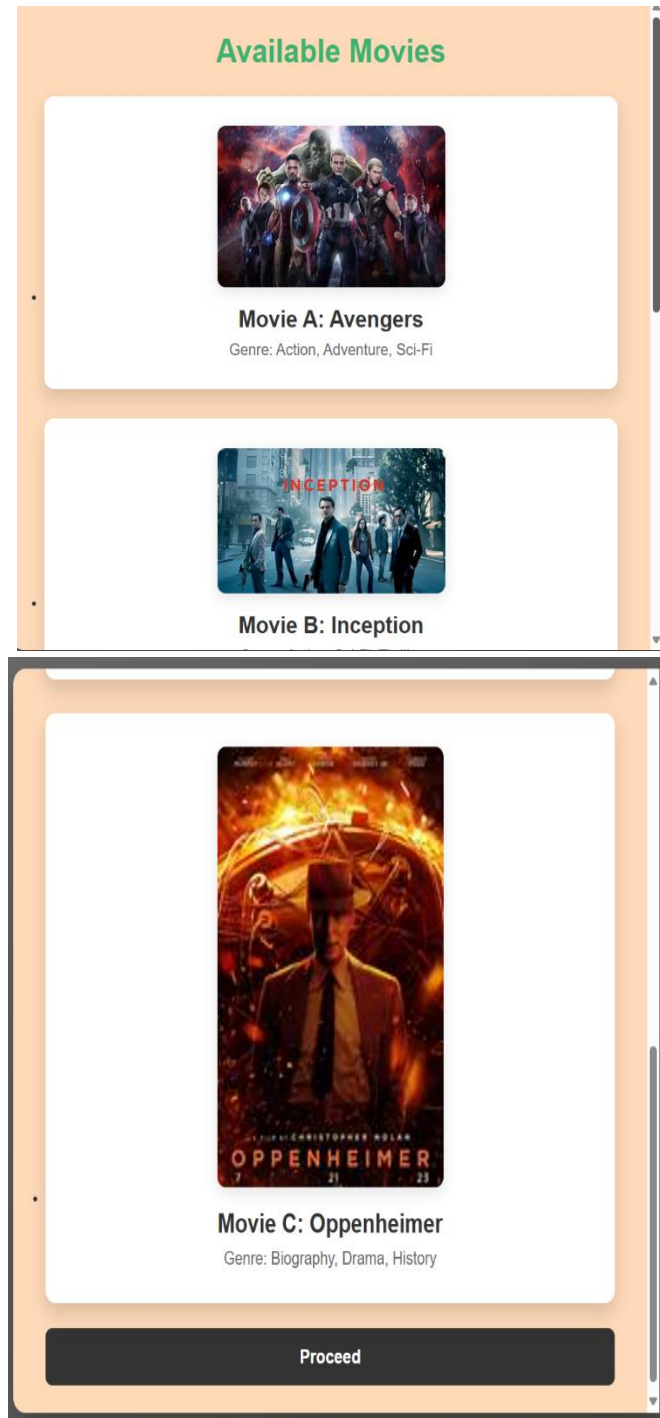 Available Movies
Movie A: Avengers
Genre: Action, Adventure, Sci-Fi
INCEPTION
Movie B: Inception
A FILM BY CHRISTOPHER NOLAN
OPPENHEIMER
7 21 23
Movie C: Oppenheimer
Genre: Biography, Drama, History
Proceed